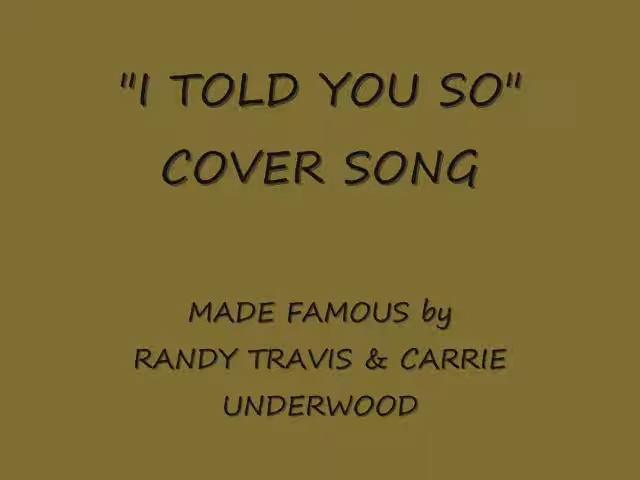 "I TOLD YOU SO"
COVER SONG
MADE FAMOUS by
RANDY TRAVIS & CARRIE
UNDERWOOD